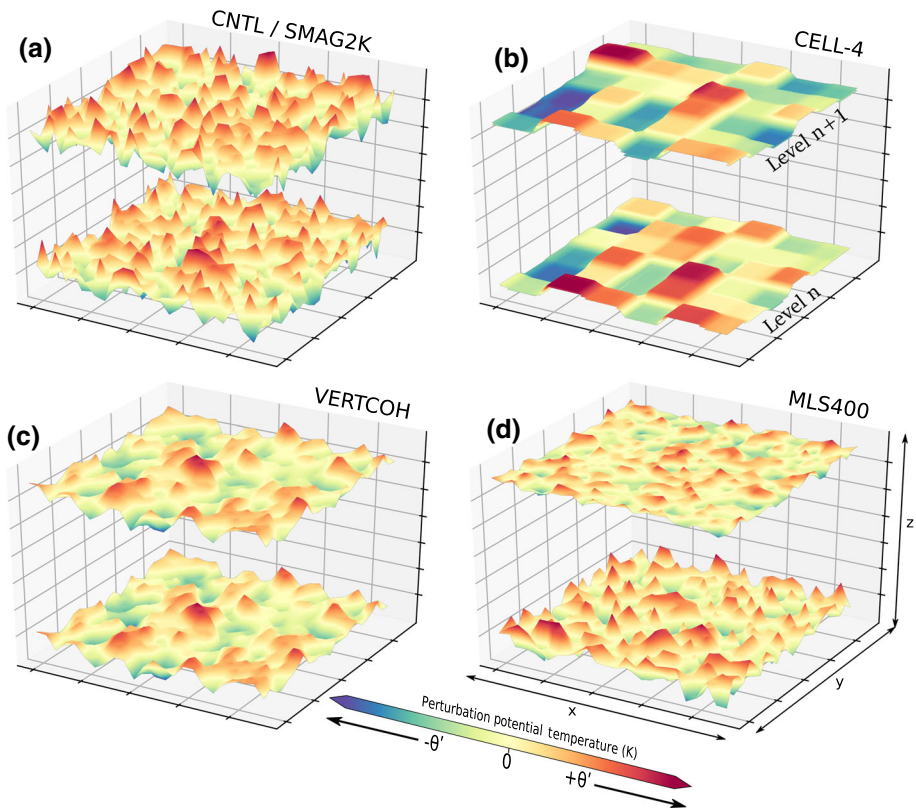 (a)
CNTL / SMAG2K
(b)
CELL-4
Level n+1
Level n
(c)
VERTCOH
(d)
MLS400
z
y
x
Perturbation potential temperature (K)
-θ'
0
+θ'